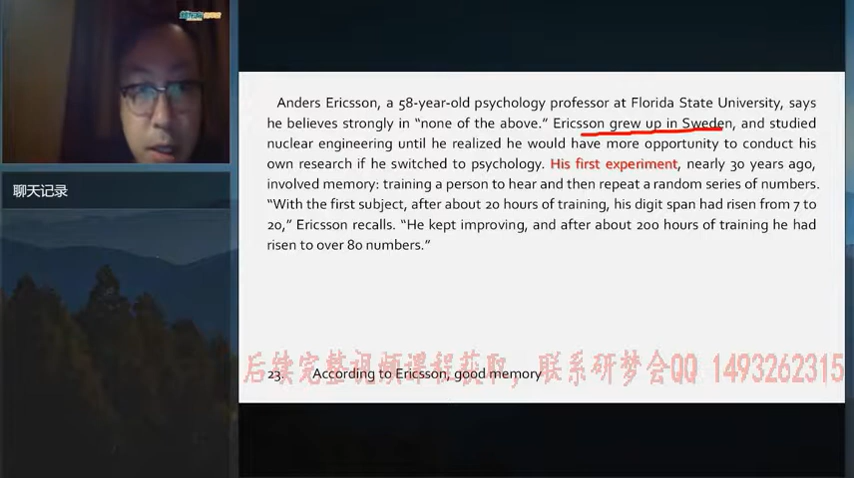 聊天记录
Anders Ericsson, a 58-year-old psychology professor at Florida State University, says
he believes strongly in “none of the above.” Ericsson grew up in Sweden, and studied
nuclear engineering until he realized he would have more opportunity to conduct his
own research if he switched to psychology. His first experiment, nearly 30 years ago,
involved memory: training a person to hear and then repeat a random series of numbers.
“With the first subject, after about 20 hours of training, his digit span had risen from 7 to
20,” Ericsson recalls. “He kept improving, and after about 200 hours of training he had
risen to over 80 numbers.”
后续完整视频课程获取，联系研梦会QQ 1493262315
23. According to Ericsson, good memory